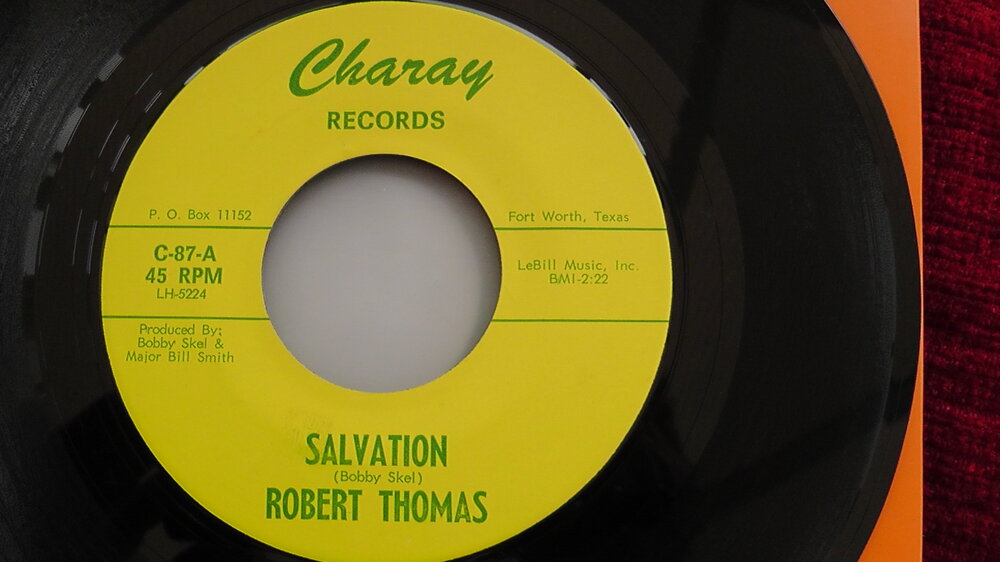 Charay
RECORDS
P. O. Box 11152
Fort Worth, Texas
C-87-A
45 RPM
LH-5224
LeBill Music, Inc.
BMI-2:22
Produced By:
Bobby Skel &
Major Bill Smith
SALVATION
(Bobby Skel)
ROBERT THOMAS